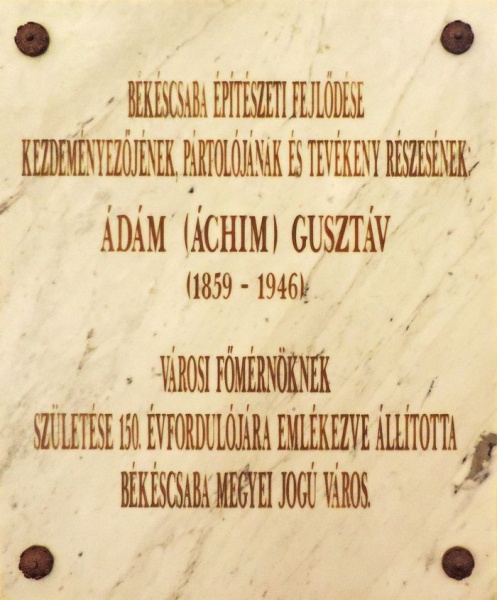 BÉKÉSCSABA ÉPÍTÉSZETI FEJLŐDÉSE
KEZDEMÉNYEZŐJÉNEK, PÁRTOLÓJÁNAK ÉS TEVÉKENY RÉSZESÉNEK
ÁDÁM (ÁCHIM) GUSZTÁV
(1859 - 1946)
VÁROSI FŐMÉRNÖKNEK
SZÜLETÉSE 150. ÉVFORDULÓJÁRA EMLÉKEZVE ÁLLÍTOTTA
BÉKÉSCSABA MEGYEI JOGÚ VÁROS.